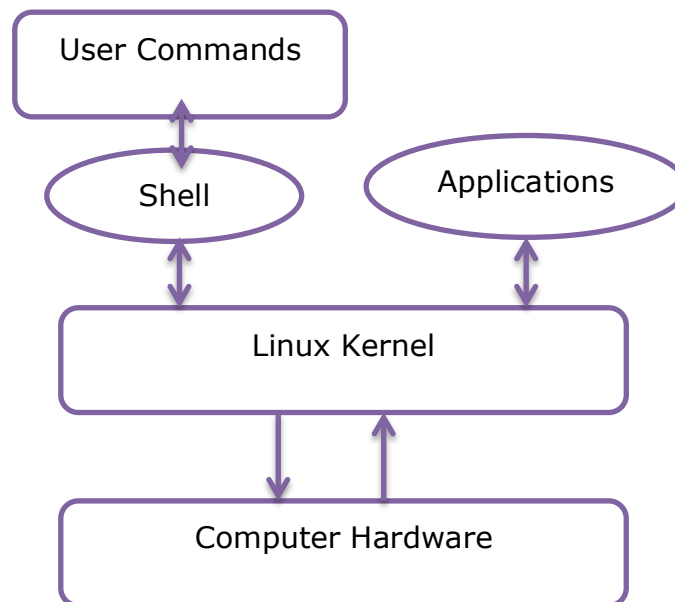 User Commands
Shell
Applications
Linux Kernel
Computer Hardware